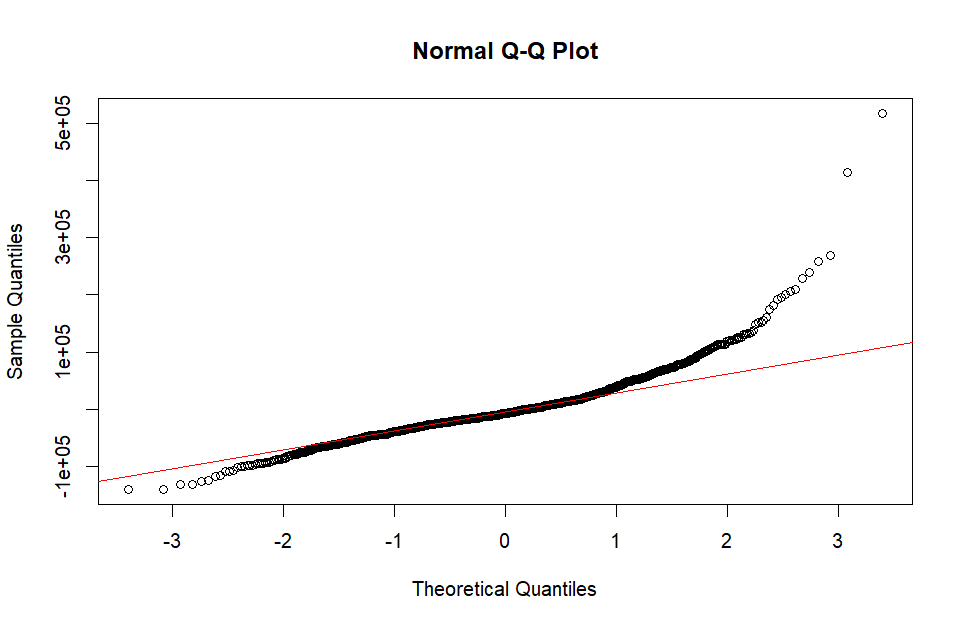 Normal Q-Q Plot
5e+05
3e+05
1e+05
-1e+05
Sample Quantiles
-3 -2 -1 0 1 2 3
Theoretical Quantiles